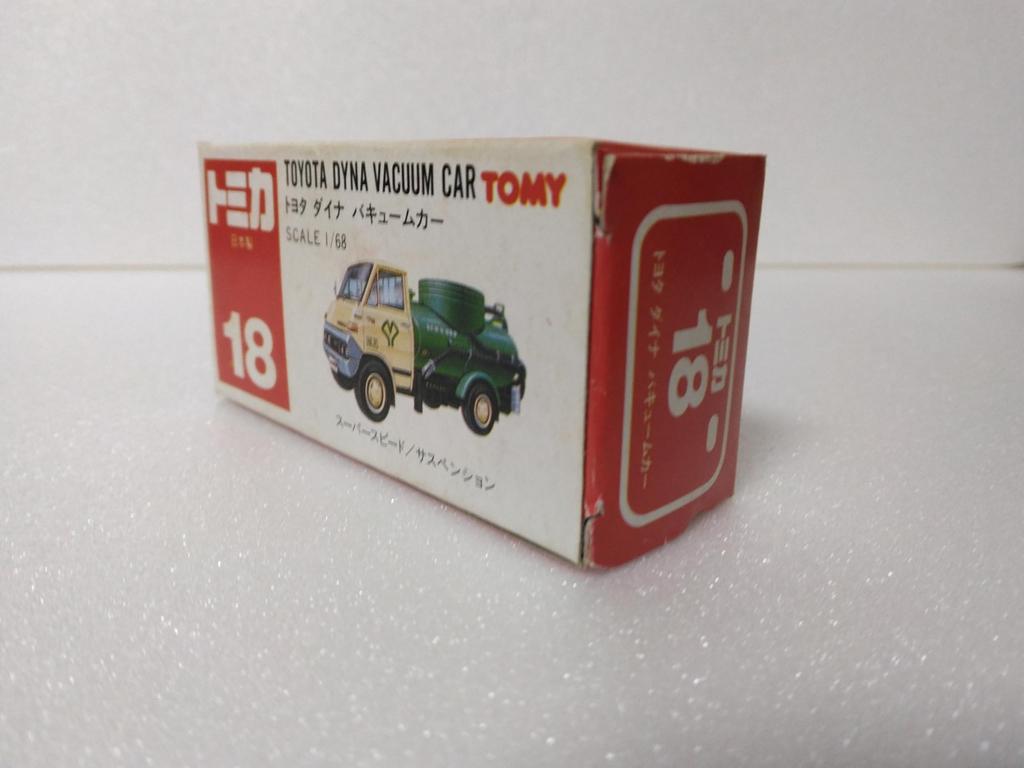 トミカ
日本製
18
TOYOTA DYNA VACUUM CAR TOMY
トヨタ ダイナ バキュームカー
SCALE 1/68
スーパースピード/サスペンション
トミカ
18
トヨタ ダイナ バキュームカー